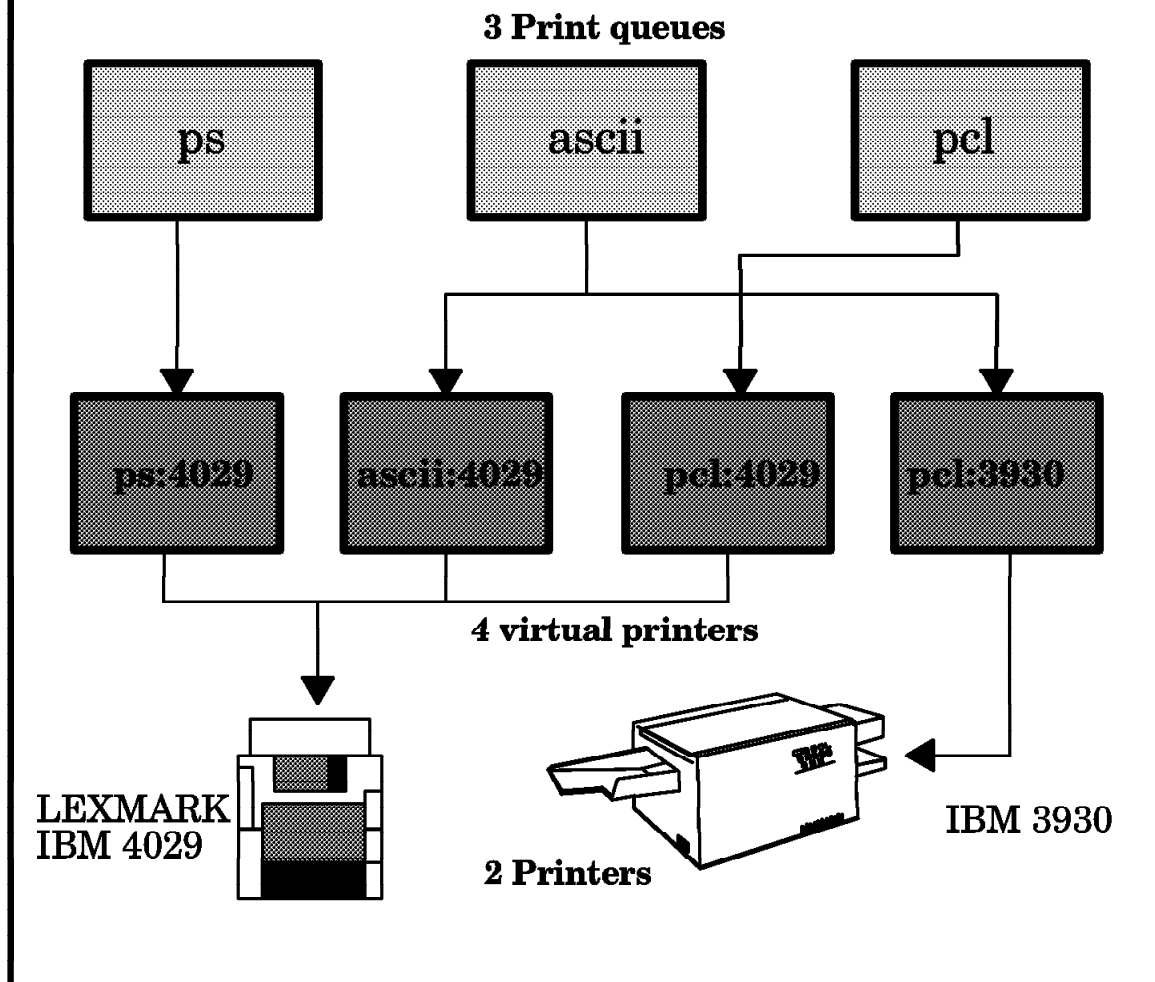 3 Print queues
ps
ascii
pcl
ps:4029
ascii:4029
pcl:4029
pcl:3930
4 virtual printers
LEXMARK
IBM 4029
IBM 3930
2 Printers